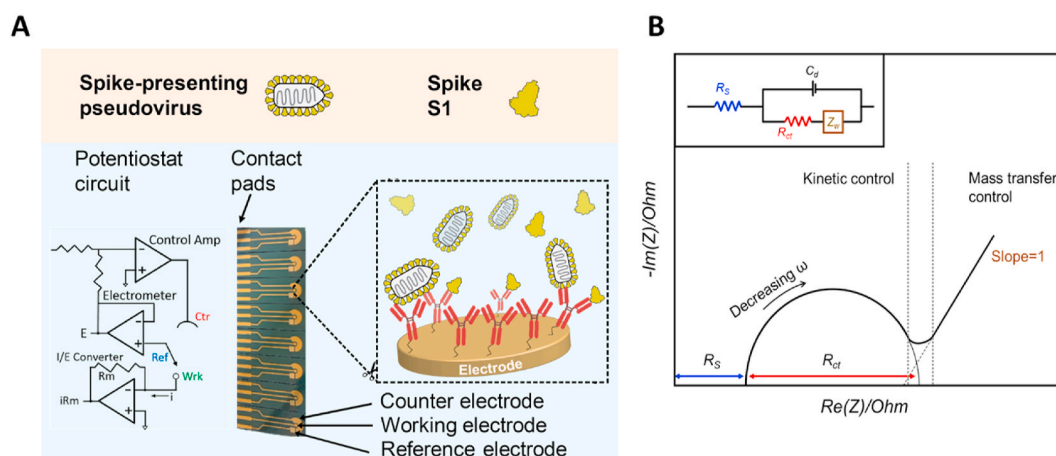 A
Spike-presenting
pseudovirus
Spike
S1
Potentiostat
circuit
Contact
pads
Control Amp
Electrometer
E
Ctr
Ref
I/E Converter
Rm
Wrk
i
iRm
Electrode
Counter electrode
Working electrode
Reference electrode
B
Cd
RS
Rct
Zw
Kinetic control
Mass transfer
control
Slope=1
Decreasing ω
-Im(Z)/Ohm
RS
Rct
Re(Z)/Ohm